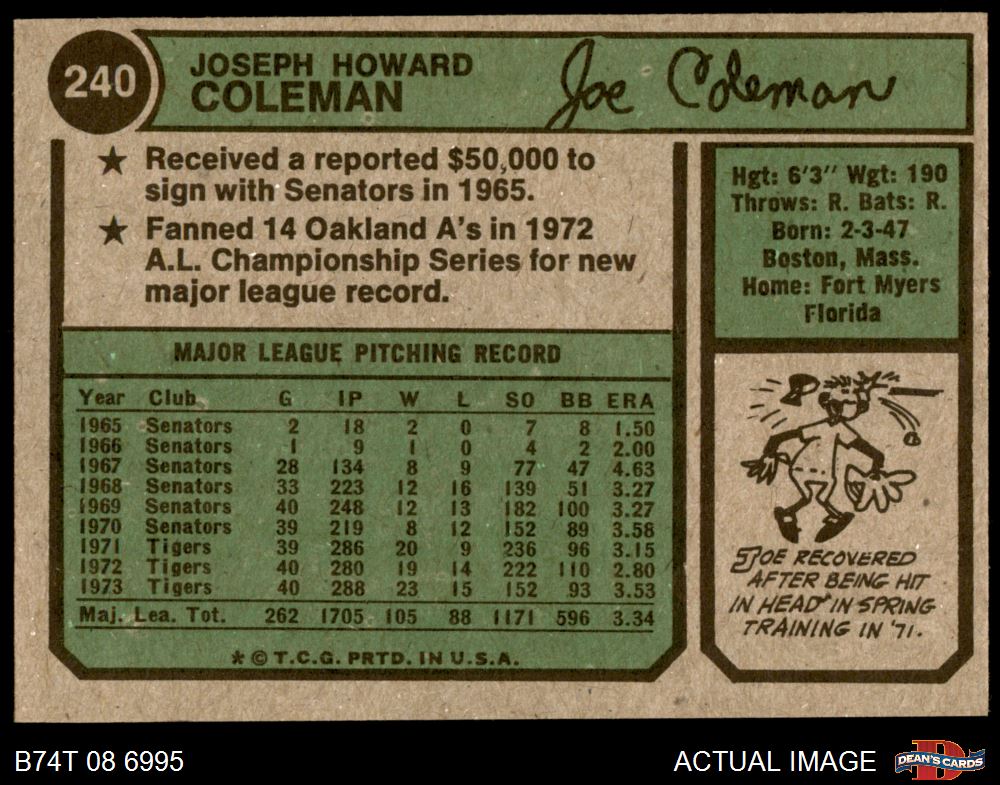 240
JOSEPH HOWARD
COLEMAN
Joe Coleman
★ Received a reported $50,000 to
sign with Senators in 1965.
★ Fanned 14 Oakland A's in 1972
A.L. Championship Series for new
major league record.
Hgt: 6'3'' Wgt: 190
Throws: R. Bats: R.
Born: 2-3-47
Boston, Mass.
Home: Fort Myers
Florida
MAJOR LEAGUE PITCHING RECORD
Year Club G IP W L SO BB ERA
1965 Senators 2 18 2 0 7 8 1.50
1966 Senators 1 9 1 0 4 2 2.00
1967 Senators 28 134 8 9 77 47 4.63
1968 Senators 33 223 12 16 139 51 3.27
1969 Senators 40 248 12 13 182 100 3.27
1970 Senators 39 219 8 12 152 89 3.58
1971 Tigers 39 286 20 9 236 96 3.15
1972 Tigers 40 280 19 14 222 110 2.80
1973 Tigers 40 288 23 15 152 93 3.53
Maj. Lea. Tot. 262 1705 105 88 1171 596 3.34
* © T.C.G. PRTD. IN U.S.A.
JOE RECOVERED
AFTER BEING HIT
IN HEAD IN SPRING
TRAINING IN '71.
B74T 08 6995
ACTUAL IMAGE
D
DEAN'S CARDS